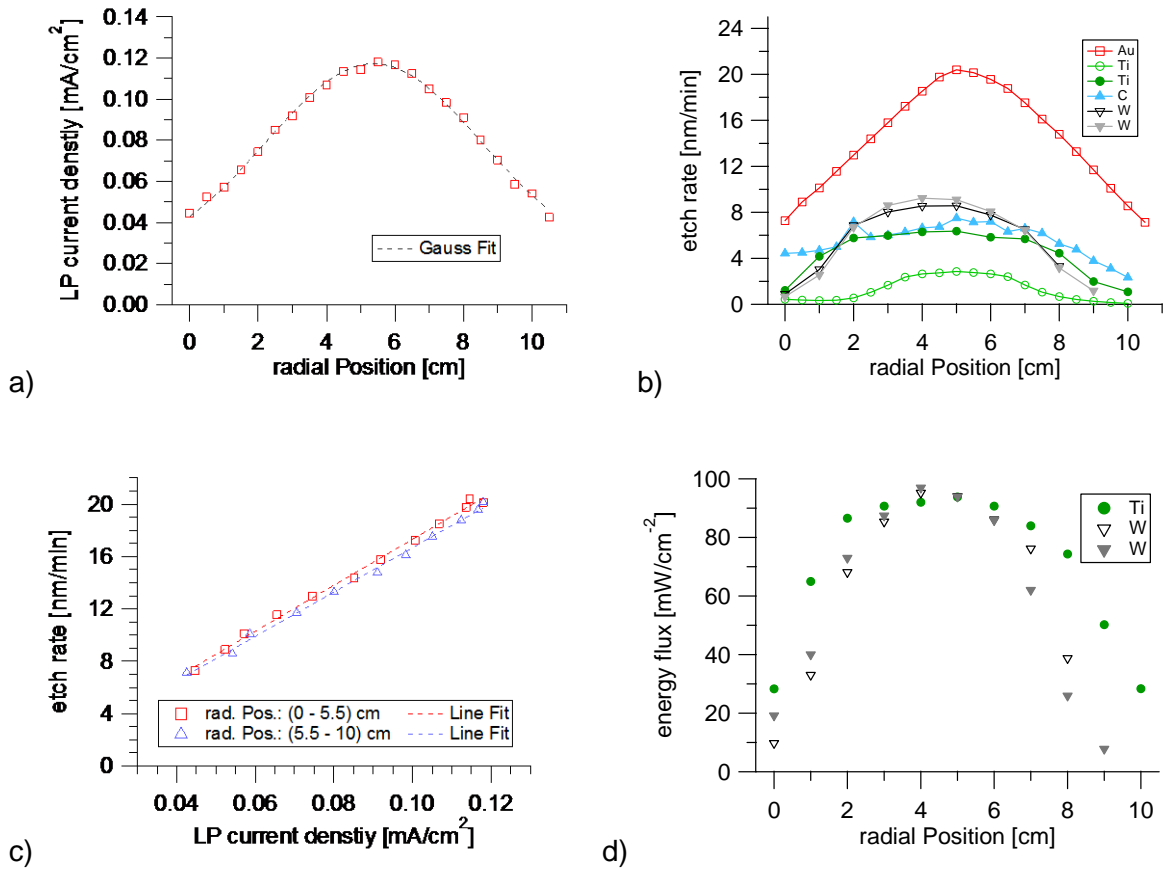 0.14
0.12
0.10
0.08
0.06
0.04
0.02
0.00
LP current denstly [mA/cm²]
Gauss Fit
0 2 4 6 8 10
radial Position [cm]
a)
24
20
16
12
8
4
0
etch rate [nm/min]
Au
Ti
Ti
C
W
W
0 2 4 6 8 10
radial Position [cm]
b)
20
16
12
8
4
0
etch rate [nm/min]
rad. Pos.: (0 - 5.5) cm Line Fit
rad. Pos.: (5.5 - 10) cm Line Fit
0.04 0.06 0.08 0.10 0.12
LP current denstiy [mA/cm²]
c)
100
80
60
40
20
0
energy flux [mW/cm⁻²]
Ti
W
W
0 2 4 6 8 10
radial Position [cm]
d)